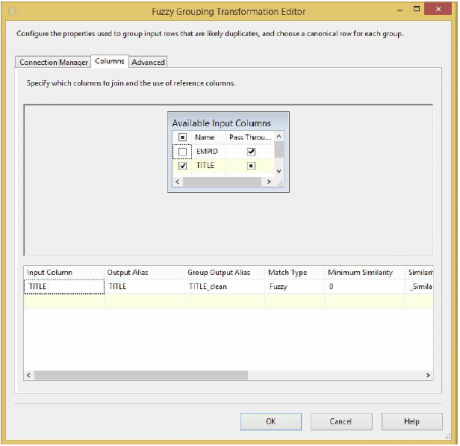 Fuzzy Grouping Transformation Editor
Configure the properties used to group input rows that are likely duplicates, and choose a canonical row for each group.
Connection Manager Columns Advanced
Specify which columns to join and the use of reference columns.
Available Input Columns
Name Pass Throu...
EMPID
TITLE
Input Column Output Alias Group Output Alias Match Type Minimum Similarity Similarit
TITLE TITLE TITLE_clean Fuzzy 0 _Simila
OK Cancel Help